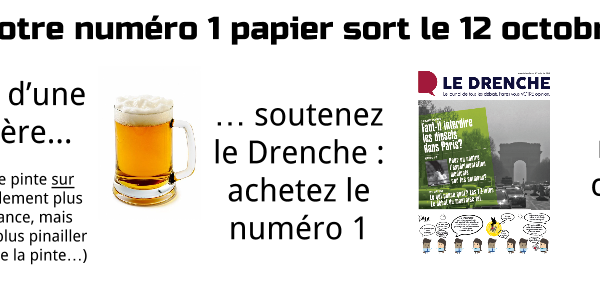 otre numéro 1 papier sort le 12 octobr
d'une
ère...
e pinte sur
lement plus
ance, mais
plus pinailler
e la pinte...)
... soutenez
le Drenche :
achetez le
numéro 1
LE DRENCHE
Faut-il interdire
les diesels
dans Paris?